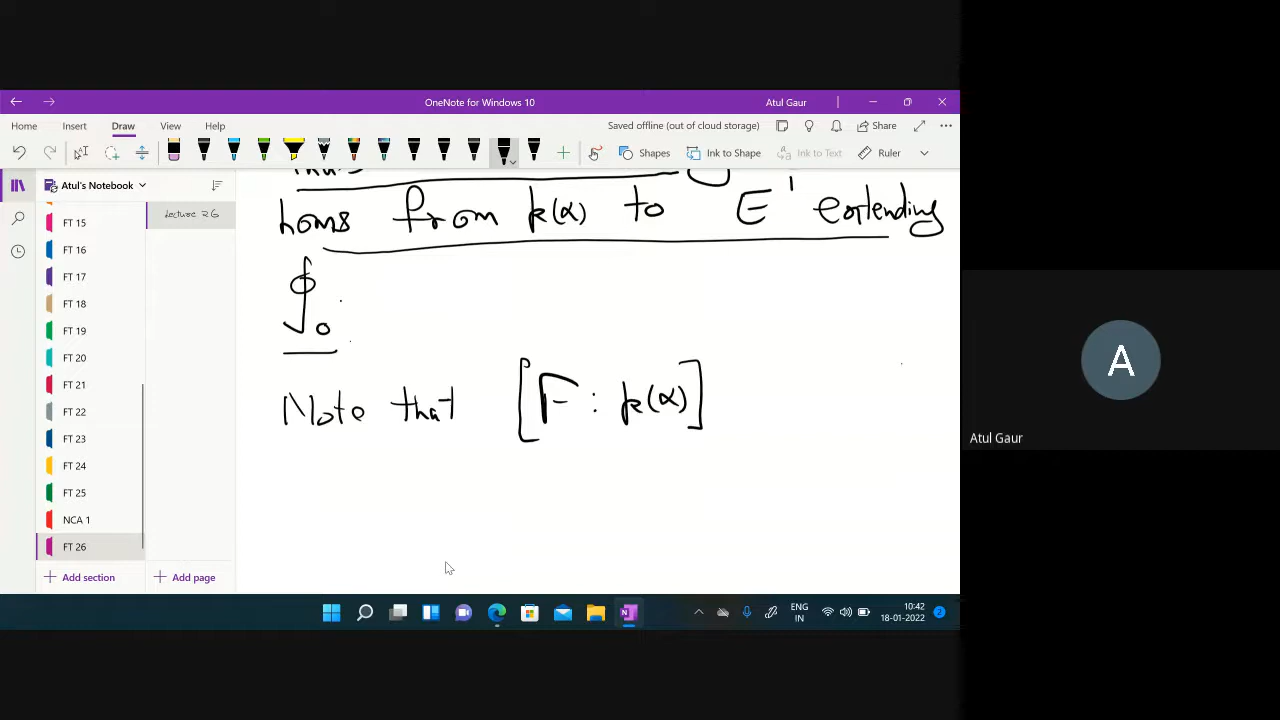 OneNote for Windows 10
Atul Gaur
Home Insert Draw View Help
Saved offline (out of cloud storage)
Share
Shapes
Ink to Shape
Ink to Text
Ruler
Atul's Notebook
FT 15
FT 16
FT 17
FT 18
FT 19
FT 20
FT 21
FT 22
FT 23
FT 24
FT 25
NCA 1
FT 26
Add section
Lecture 26
Add page
homs from k(α) to E' extending
ϕ₀
Note that [F : k(α)]
A
Atul Gaur
ENG
IN
10:42
18-01-2022
2